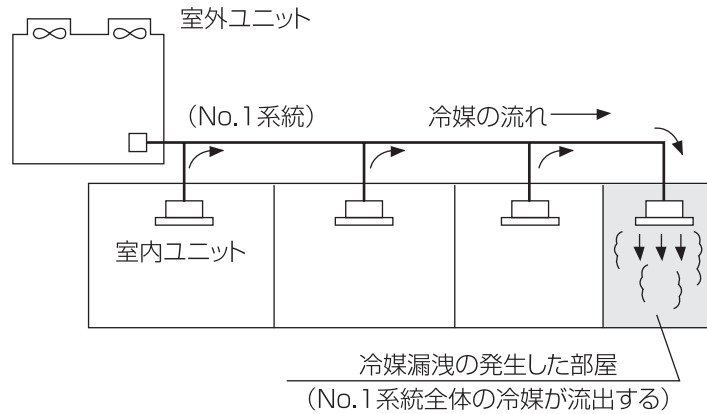 室外ユニット
(No.1系統)
冷媒の流れ
室内ユニット
冷媒漏洩の発生した部屋
(No.1系統全体の冷媒が流出する)